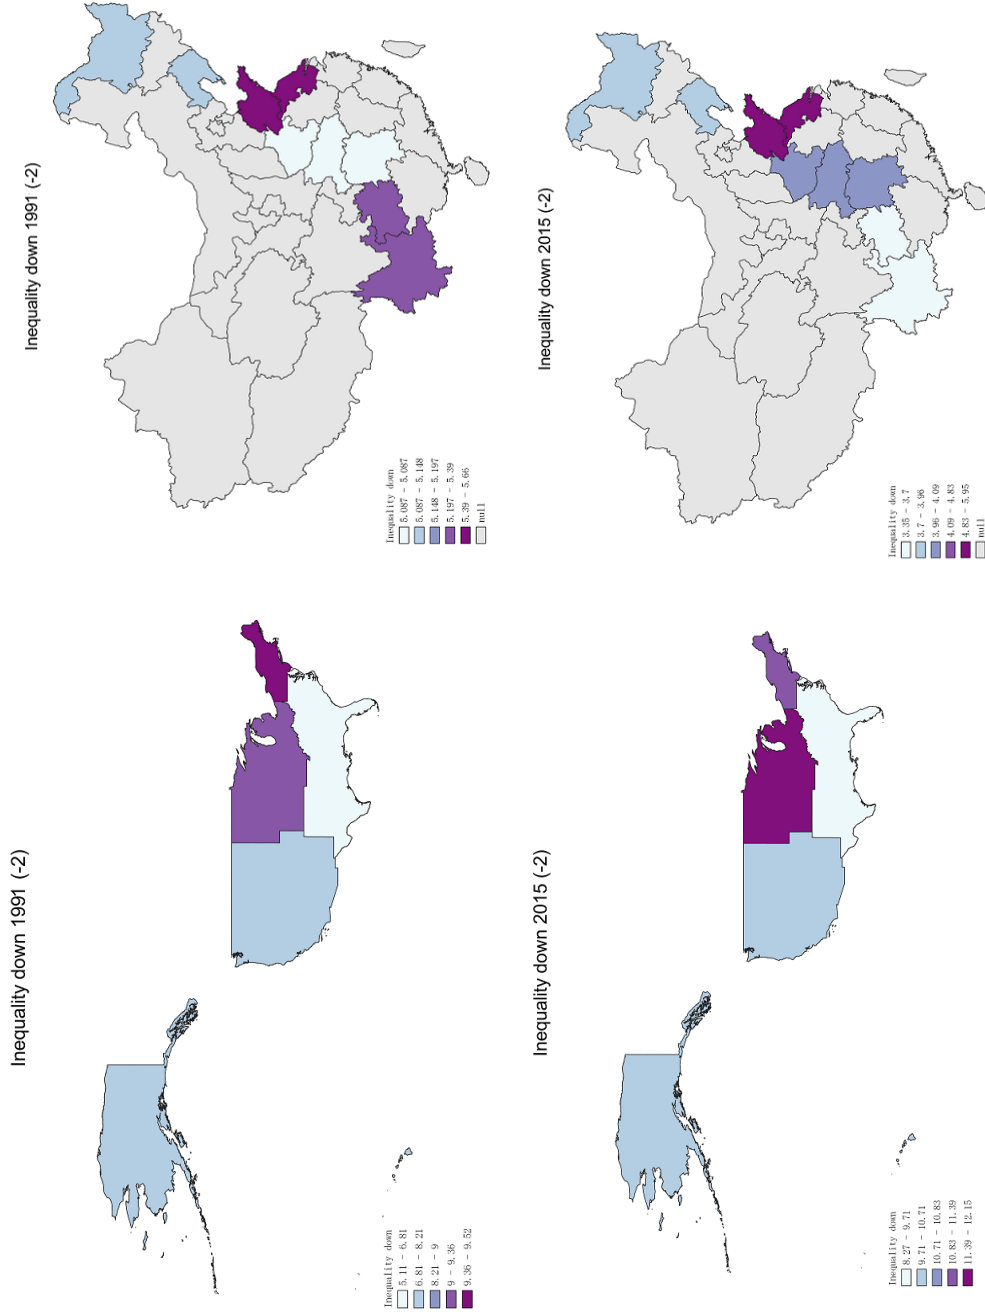 Inequality down 1991 (-2)
Inequality down
5.11 - 6.81
6.81 - 8.21
8.21 - 9
9 - 9.36
9.36 - 9.52
Inequality down 1991 (-2)
Inequality down
5.087 - 5.087
5.087 - 5.148
5.148 - 5.197
5.197 - 5.39
5.39 - 5.66
null
Inequality down 2015 (-2)
Inequality down
8.27 - 9.71
9.71 - 10.71
10.71 - 10.83
10.83 - 11.39
11.39 - 12.15
Inequality down 2015 (-2)
Inequality down
3.35 - 3.7
3.7 - 3.96
3.96 - 4.09
4.09 - 4.83
4.83 - 5.95
null